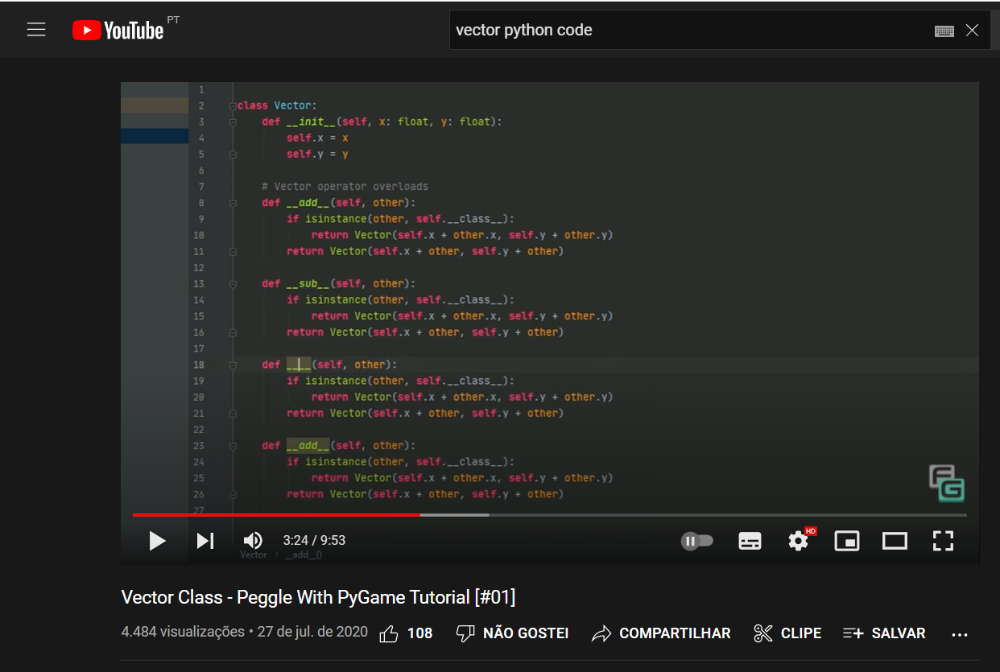 YouTube PT
vector python code
1
2 class Vector:
3 def __init__(self, x: float, y: float):
4 self.x = x
5 self.y = y
6
7 # Vector operator overloads
8 def __add__(self, other):
9 if isinstance(other, self.__class__):
10 return Vector(self.x + other.x, self.y + other.y)
11 return Vector(self.x + other, self.y + other)
12
13 def __sub__(self, other):
14 if isinstance(other, self.__class__):
15 return Vector(self.x + other.x, self.y + other.y)
16 return Vector(self.x + other, self.y + other)
17
18 def ____(self, other):
19 if isinstance(other, self.__class__):
20 return Vector(self.x + other.x, self.y + other.y)
21 return Vector(self.x + other, self.y + other)
22
23 def __add__(self, other):
24 if isinstance(other, self.__class__):
25 return Vector(self.x + other.x, self.y + other.y)
26 return Vector(self.x + other, self.y + other)
27
FG
3:24 / 9:53
HD
Vector > __add__()
Vector Class - Peggle With PyGame Tutorial [#01]
4.484 visualizações • 27 de jul. de 2020 108 NÃO GOSTEI COMPARTILHAR CLIPE SALVAR ...